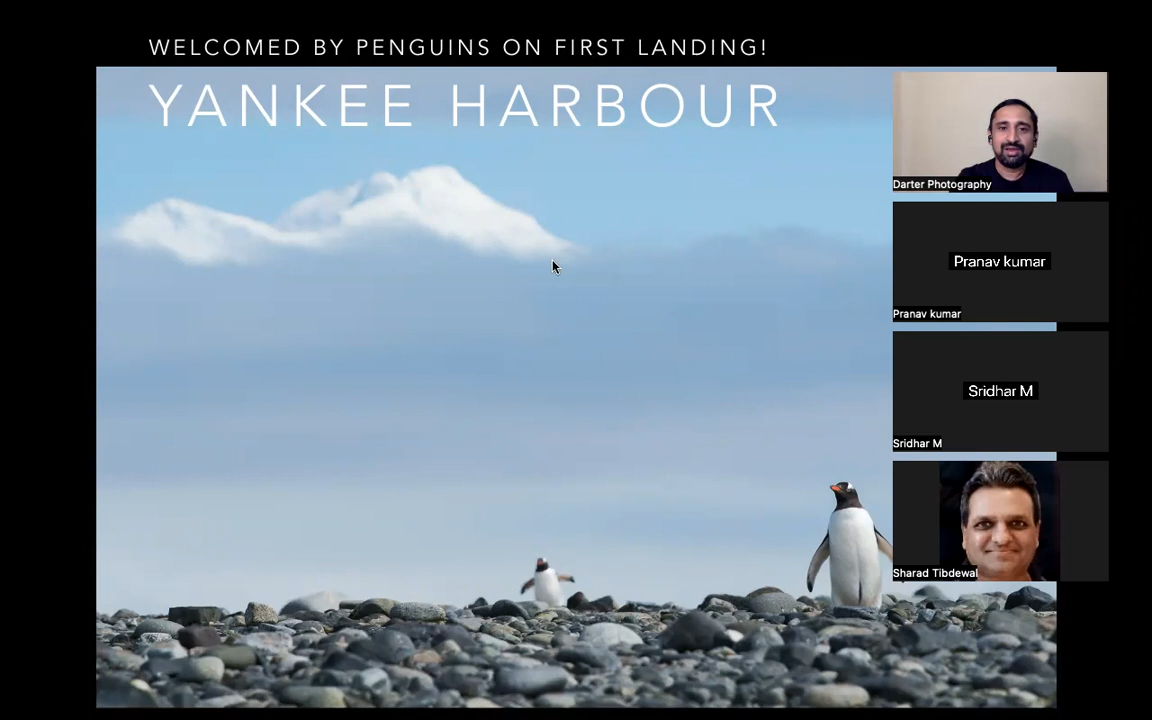 WELCOMED BY PENGUINS ON FIRST LANDING!
YANKEE HARBOUR
Darter Photography
Pranav kumar
Pranav kumar
Sridhar M
Sridhar M
Sharad Tibdewal